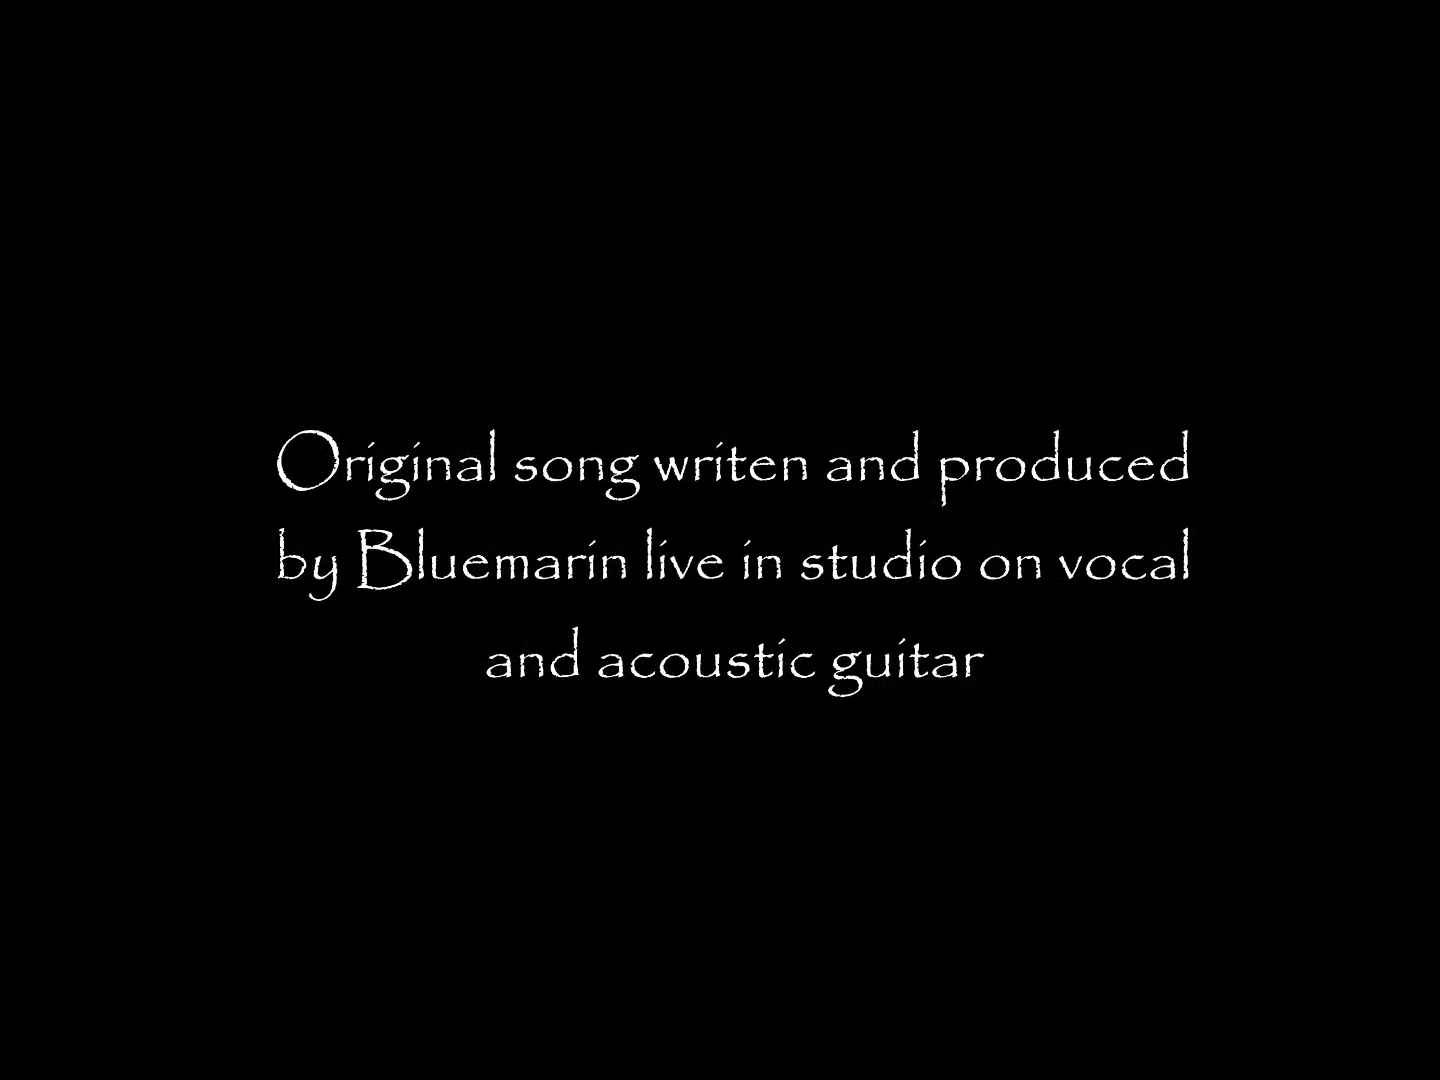 Original song writen and produced
by Bluemarin live in studio on vocal
and acoustic guitar